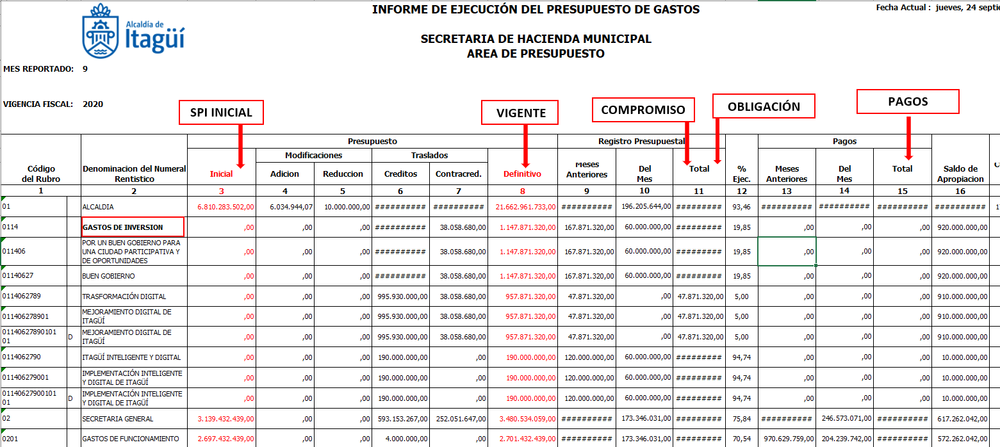 Alcaldía de
Itagüí
INFORME DE EJECUCIÓN DEL PRESUPUESTO DE GASTOS
Fecha Actual : jueves, 24
SECRETARIA DE HACIENDA MUNICIPAL
AREA DE PRESUPUESTO
MES REPORTADO: 9
VIGENCIA FISCAL: 2020
SPI INICIAL
VIGENTE
COMPROMISO
OBLIGACIÓN
PAGOS
Presupuesto Registro Presupuestal Pagos
Modificaciones Traslados
Código del Rubro
Denominacion del Numeral Rentistico
Inicial Adicion Reduccion Creditos Contracred. Definitivo
Meses Anteriores
Del Mes
Total
% Ejec.
Meses Anteriores
Del Mes
Total
Saldo de Apropiacion
1 2 3 4 5 6 7 8 9 10 11 12 13 14 15 16
01 ALCALDIA 6.810.283.502,00 6.034.944,07 10.000.000,00 ########## ########## 21.662.961.733,00 ########## 196.205.644,00 ######### 93,46 ########## ########## ########## ##########
0114 GASTOS DE INVERSION ,00 ,00 ,00 ########## 38.058.680,00 1.147.871.320,00 167.871.320,00 60.000.000,00 ######### 19,85 ,00 ,00 ,00 920.000.000,00
011406 POR UN BUEN GOBIERNO PARA
UNA CIUDAD PARTICIPATIVA Y
DE OPORTUNIDADES
,00 ,00 ,00 ########## 38.058.680,00 1.147.871.320,00 167.871.320,00 60.000.000,00 ######### 19,85 ,00 ,00 ,00 920.000.000,00
01140627 BUEN GOBIERNO ,00 ,00 ,00 ########## 38.058.680,00 1.147.871.320,00 167.871.320,00 60.000.000,00 ######### 19,85 ,00 ,00 ,00 920.000.000,00
0114062789 TRASFORMACIÓN DIGITAL ,00 ,00 ,00 995.930.000,00 38.058.680,00 957.871.320,00 47.871.320,00 ,00 47.871.320,00 5,00 ,00 ,00 ,00 910.000.000,00
011406278901 MEJORAMIENTO DIGITAL DE
ITAGÜÍ
,00 ,00 ,00 995.930.000,00 38.058.680,00 957.871.320,00 47.871.320,00 ,00 47.871.320,00 5,00 ,00 ,00 ,00 910.000.000,00
01140627890101
01
D MEJORAMIENTO DIGITAL DE
ITAGÜÍ
,00 ,00 ,00 995.930.000,00 38.058.680,00 957.871.320,00 47.871.320,00 ,00 47.871.320,00 5,00 ,00 ,00 ,00 910.000.000,00
0114062790 ITAGÜÍ INTELIGENTE Y DIGITAL ,00 ,00 ,00 190.000.000,00 ,00 190.000.000,00 120.000.000,00 60.000.000,00 ######### 94,74 ,00 ,00 ,00 10.000.000,00
011406279001 IMPLEMENTACIÓN INTELIGENTE
Y DIGITAL DE ITAGÜÍ
,00 ,00 ,00 190.000.000,00 ,00 190.000.000,00 120.000.000,00 60.000.000,00 ######### 94,74 ,00 ,00 ,00 10.000.000,00
01140627900101
01
D IMPLEMENTACIÓN INTELIGENTE
Y DIGITAL DE ITAGÜÍ
,00 ,00 ,00 190.000.000,00 ,00 190.000.000,00 120.000.000,00 60.000.000,00 ######### 94,74 ,00 ,00 ,00 10.000.000,00
02 SECRETARIA GENERAL 3.139.432.439,00 ,00 ,00 593.153.267,00 252.051.647,00 3.480.534.059,00 ########## 173.346.031,00 ######### 75,84 ########## 246.573.071,00 ########## 617.262.042,00
0201 GASTOS DE FUNCIONAMIENTO 2.697.432.439,00 ,00 ,00 4.000.000,00 ,00 2.701.432.439,00 ########## 173.346.031,00 ######### 70,54 970.629.759,00 204.239.742,00 ########## 572.262.042,00